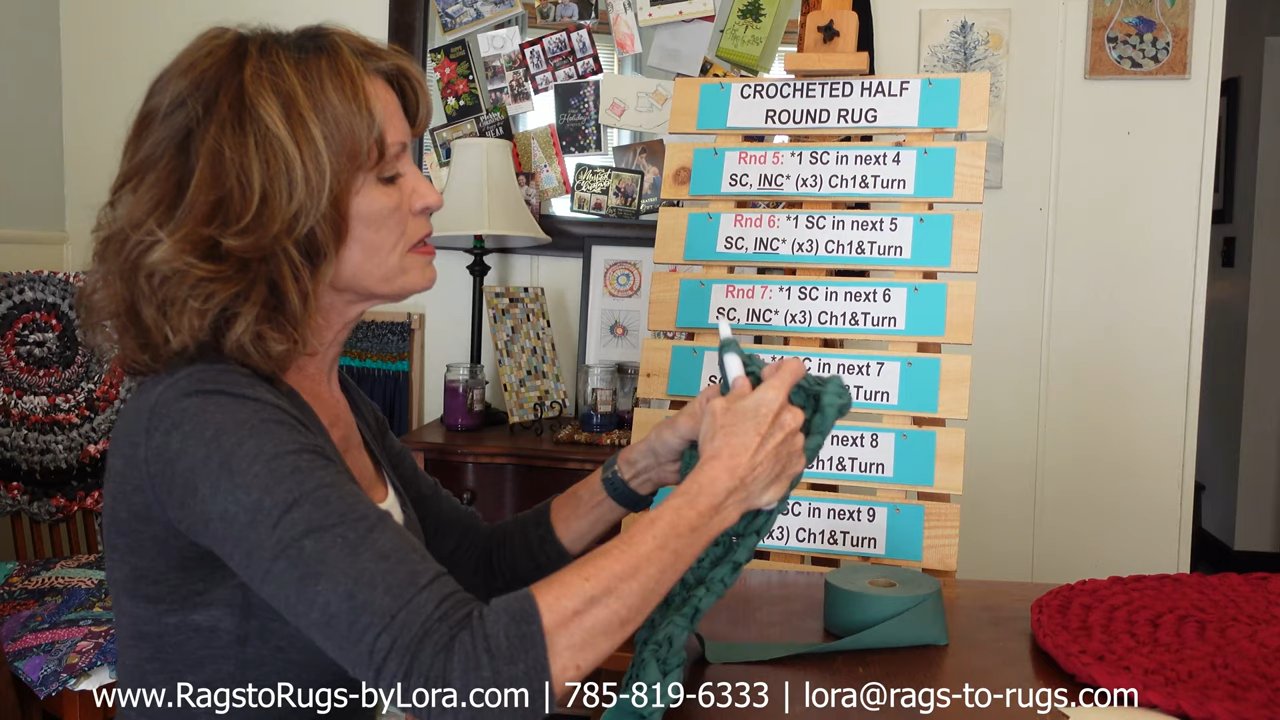 JOY
CROCHETED HALF
ROUND RUG
Rnd 5: *1 SC in next 4
SC, INC* (x3) Ch1&Turn
Rnd 6: *1 SC in next 5
SC, INC* (x3) Ch1&Turn
Rnd 7: *1 SC in next 6
SC, INC* (x3) Ch1&Turn
in next 7
next 8
Ch1&Turn
SC in next 9
(x3) Ch1&Turn
www.RagstoRugs-byLora.com | 785-819-6333 | lora@rags-to-rugs.com